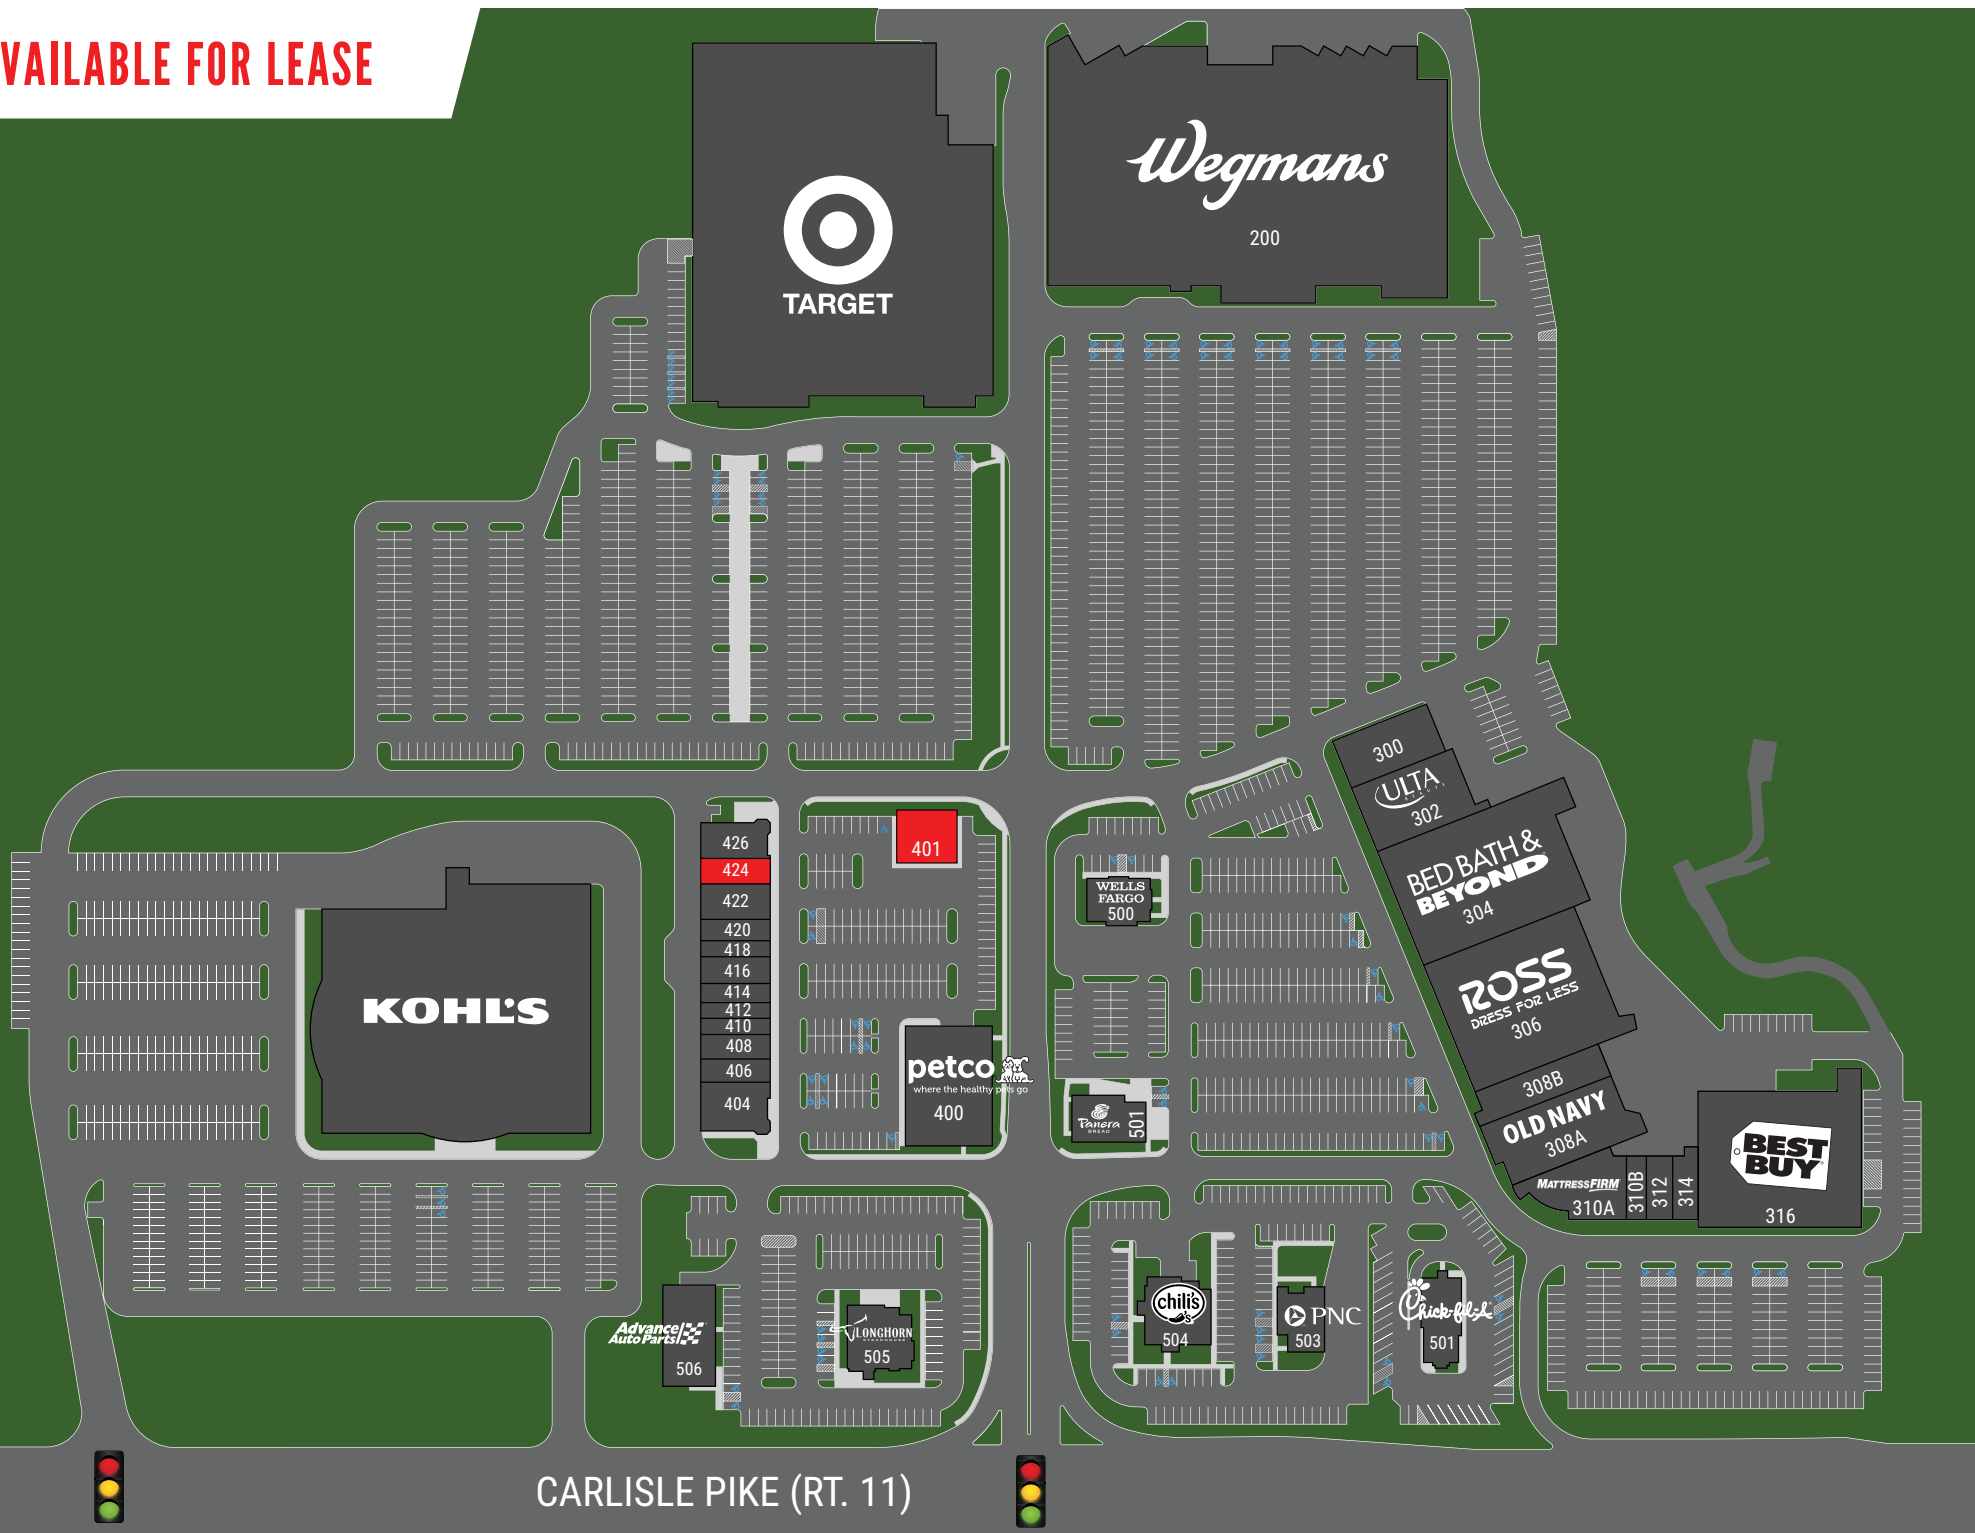 VAILABLE FOR LEASE
Wegmans
200
TARGET
300
ULTA
BEAUTY
302
BED BATH &
BEYOND
304
ROSS
DRESS FOR LESS
306
308B
OLD NAVY
308A
MATTRESSFIRM
310A
310B
312
314
BEST
BUY
316
426
424
422
420
418
416
414
412
410
408
406
404
401
WELLS
FARGO
500
KOHL'S
petco
where the healthy pets go
400
Panera
BREAD
501
Advance
Auto Parts
506
LONGHORN
STEAKHOUSE
505
chili's
504
PNC
503
Chick-fil-A
501
CARLISLE PIKE (RT. 11)